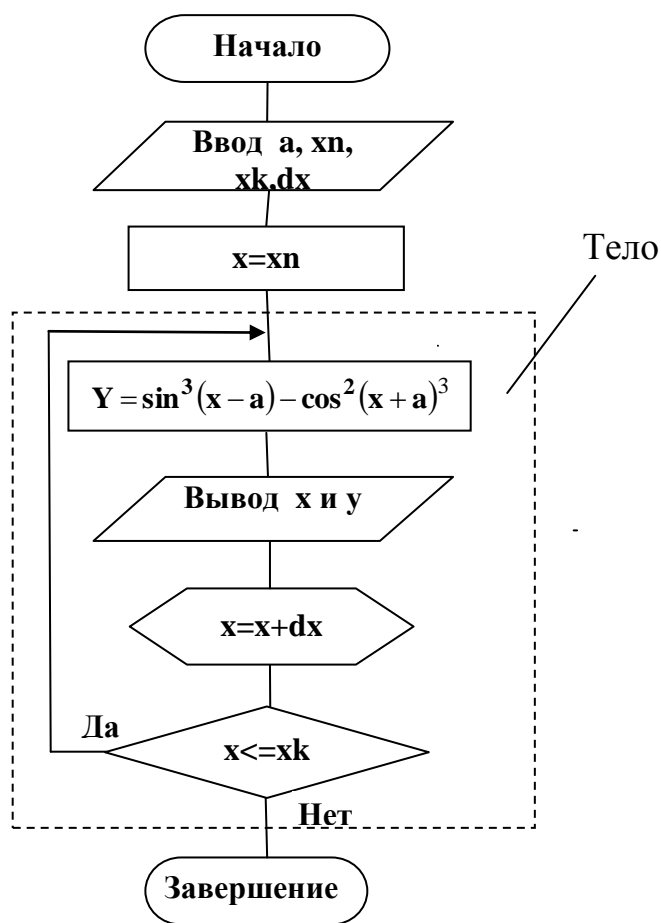 Начало
Ввод a, xn,
xk,dx
x=xn
Тело
Y = sin³(x − a) − cos²(x + a)³
Вывод x и y
x=x+dx
Да
x<=xk
Нет
Завершение